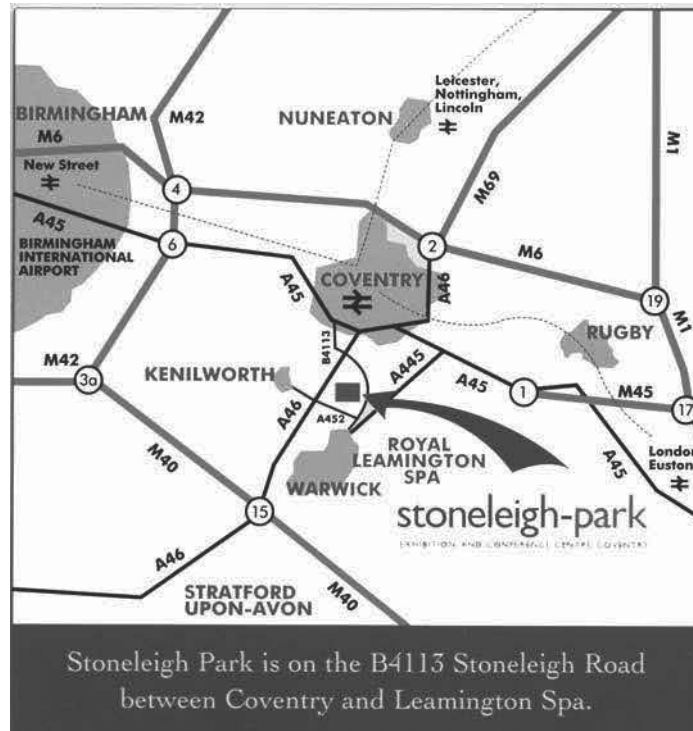 BIRMINGHAM
M6
New Street
A45
BIRMINGHAM
INTERNATIONAL
AIRPORT
M42
4
6
NUNEATON
Leicester,
Nottingham,
Lincoln
M69
M1
2
M6
COVENTRY
A45
A46
19
M1
RUGBY
M42
3a
KENILWORTH
B4113
A46
A452
A445
A45
1
M45
17
M40
ROYAL
LEAMINGTON
SPA
WARWICK
15
A45
London
Euston
stoneleigh-park
EXHIBITION AND CONFERENCE CENTRE COVENTRY
A46
STRATFORD
UPON-AVON
M40
Stoneleigh Park is on the B4113 Stoneleigh Road
between Coventry and Leamington Spa.